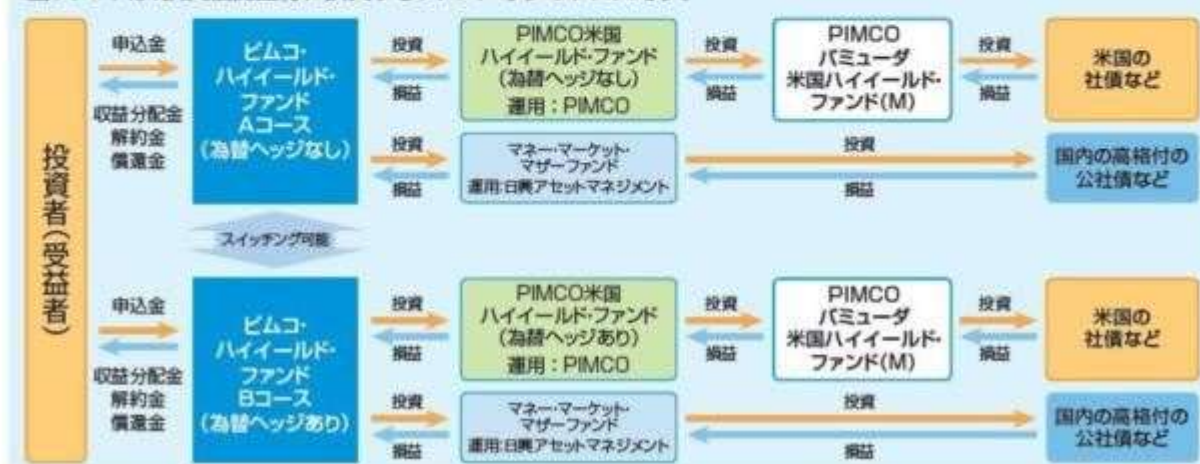 投資者(受益者)
申込金
収益分配金
解約金
償還金
ピムコ・
ハイイールド・
ファンド
Aコース
(為替ヘッジなし)
投資
損益
PIMCO米国
ハイイールド・ファンド
(為替ヘッジなし)
運用:PIMCO
投資
損益
PIMCO
バミューダ
米国ハイイールド・
ファンド(M)
投資
損益
米国の
社債など
投資
損益
マネー・マーケット・
マザーファンド
運用:日興アセットマネジメント
投資
損益
国内の高格付の
公社債など
スイッチング可能
申込金
収益分配金
解約金
償還金
ピムコ・
ハイイールド・
ファンド
Bコース
(為替ヘッジあり)
投資
損益
PIMCO米国
ハイイールド・ファンド
(為替ヘッジあり)
運用:PIMCO
投資
損益
PIMCO
バミューダ
米国ハイイールド・
ファンド(M)
投資
損益
米国の
社債など
投資
損益
マネー・マーケット・
マザーファンド
運用:日興アセットマネジメント
投資
損益
国内の高格付の
公社債など